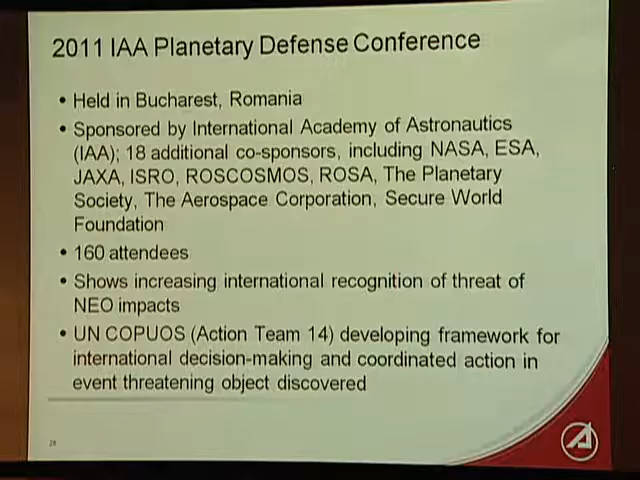 2011 IAA Planetary Defense Conference
• Held in Bucharest, Romania
• Sponsored by International Academy of Astronautics
(IAA); 18 additional co-sponsors, including NASA, ESA,
JAXA, ISRO, ROSCOSMOS, ROSA, The Planetary
Society, The Aerospace Corporation, Secure World
Foundation
• 160 attendees
• Shows increasing international recognition of threat of
NEO impacts
• UN COPUOS (Action Team 14) developing framework for
international decision-making and coordinated action in
event threatening object discovered